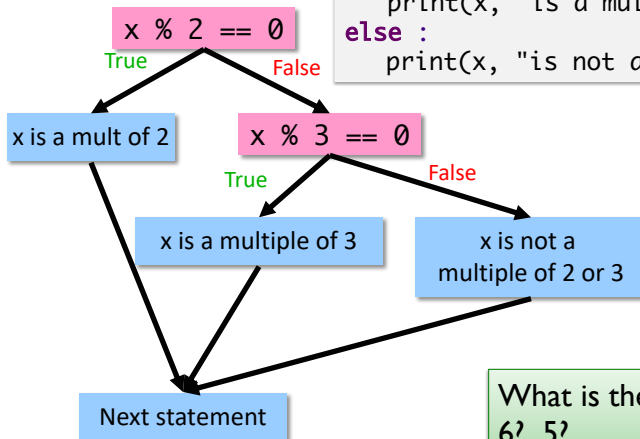 print(x, "is a
else :
print(x, "is not
x % 2 == 0
True
False
x is a mult of 2
x % 3 == 0
True
False
x is a multiple of 3
x is not a
multiple of 2 or 3
Next statement
What is the
6? 5?